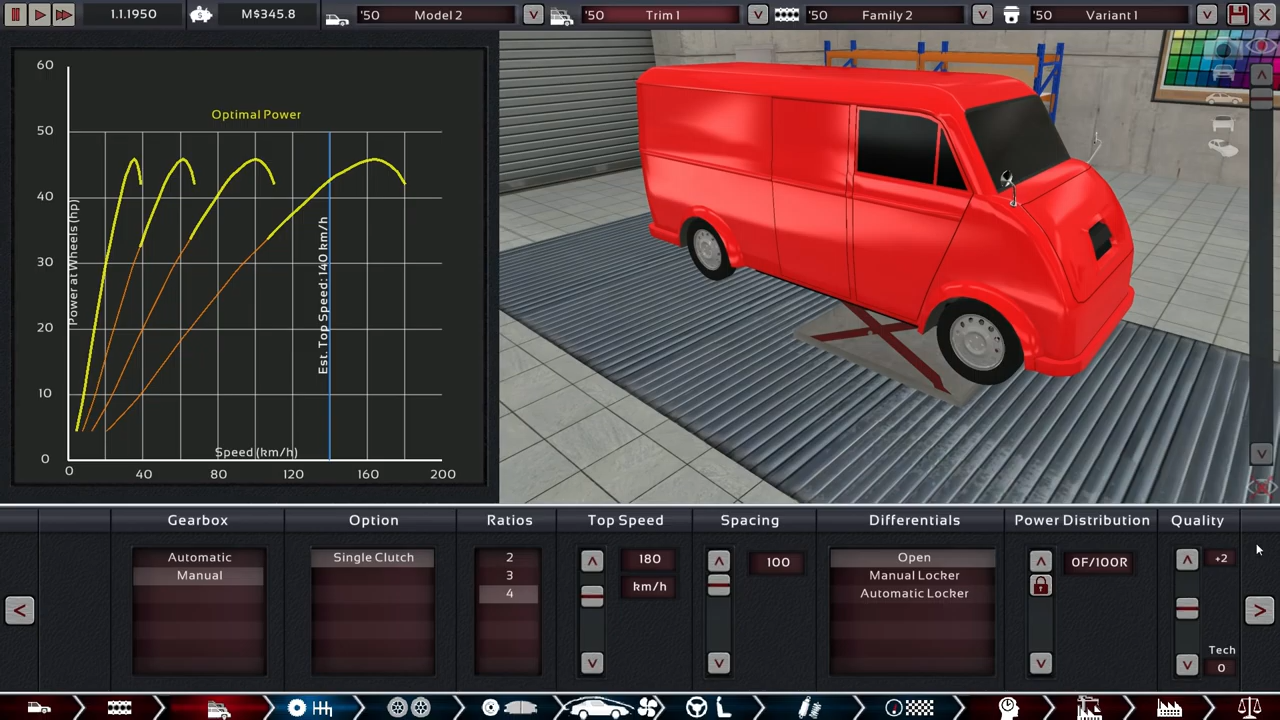 1.1.1950
M$345.8
'50 Model 2
'50 Trim 1
'50 Family 2
'50 Variant 1
Optimal Power
60
50
40
30
20
10
0
Power at Wheels (hp)
Est. Top Speed: 140 km/h
Speed (km/h)
0 40 80 120 160 200
Gearbox
Automatic
Manual
Option
Single Clutch
Ratios
2
3
4
Top Speed
180
km/h
Spacing
100
Differentials
Open
Manual Locker
Automatic Locker
Power Distribution
0F/100R
Quality
+2
Tech
0